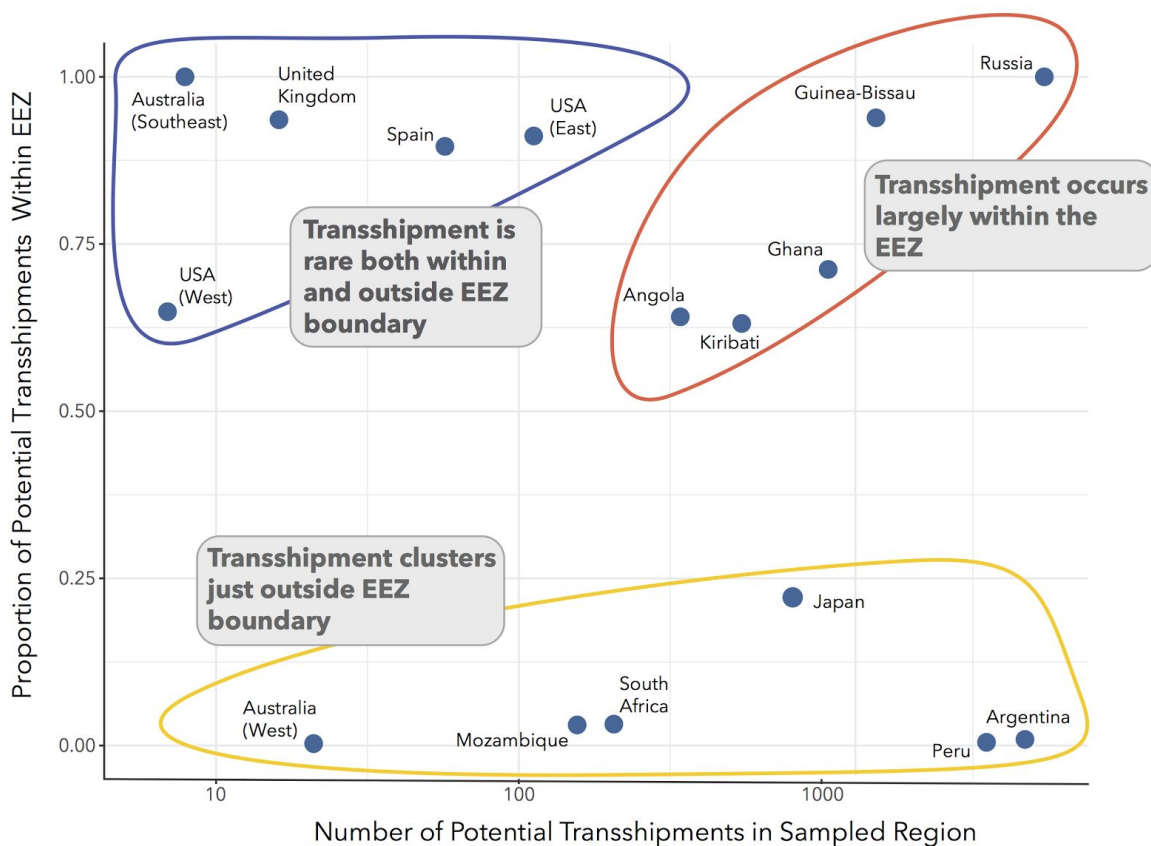 Proportion of Potential Transshipments Within EEZ
1.00
0.75
0.50
0.25
0.00
Australia
(Southeast)
United
Kingdom
Spain
USA
(East)
USA
(West)
Transshipment is
rare both within
and outside EEZ
boundary
Russia
Guinea-Bissau
Transshipment occurs
largely within the
EEZ
Ghana
Angola
Kiribati
Transshipment clusters
just outside EEZ
boundary
Japan
Australia
(West)
Mozambique
South
Africa
Argentina
Peru
10
100
1000
Number of Potential Transshipments in Sampled Region